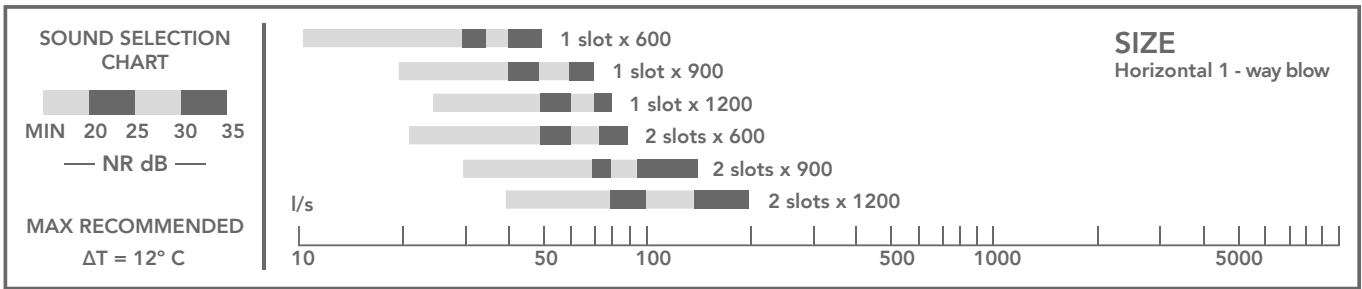 SOUND SELECTION
CHART
MIN 20 25 30 35
NR dB
MAX RECOMMENDED
ΔT = 12° C
1 slot x 600
1 slot x 900
1 slot x 1200
2 slots x 600
2 slots x 900
2 slots x 1200
SIZE
Horizontal 1 - way blow
l/s
10 50 100 500 1000 5000